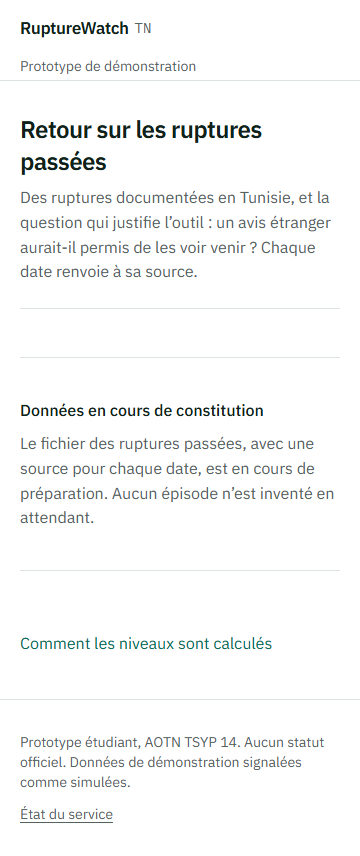 RuptureWatch TN
Prototype de démonstration
Retour sur les ruptures
passées
Des ruptures documentées en Tunisie, et la
question qui justifie l’outil : un avis étranger
aurait-il permis de les voir venir ? Chaque
date renvoie à sa source.
Données en cours de constitution
Le fichier des ruptures passées, avec une
source pour chaque date, est en cours de
préparation. Aucun épisode n’est inventé en
attendant.
Comment les niveaux sont calculés
Prototype étudiant, AOTN TSYP 14. Aucun statut
officiel. Données de démonstration signalées
comme simulées.
État du service